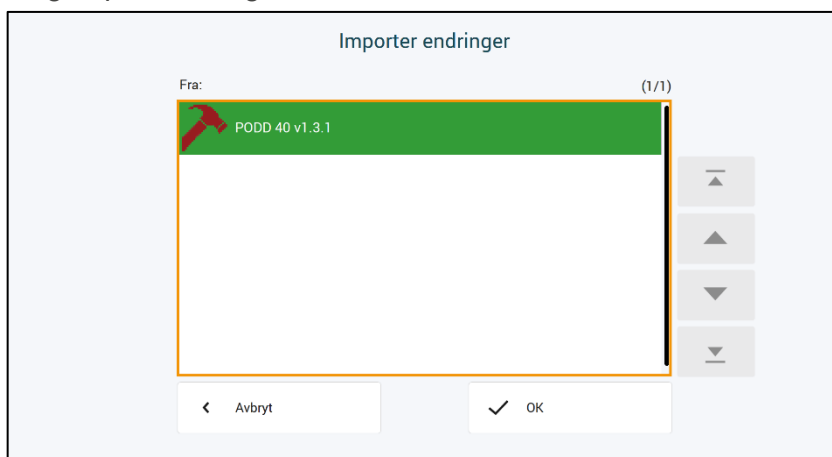 Importer endringer
Fra:
(1/1)
PODD 40 v1.3.1
Avbryt
OK